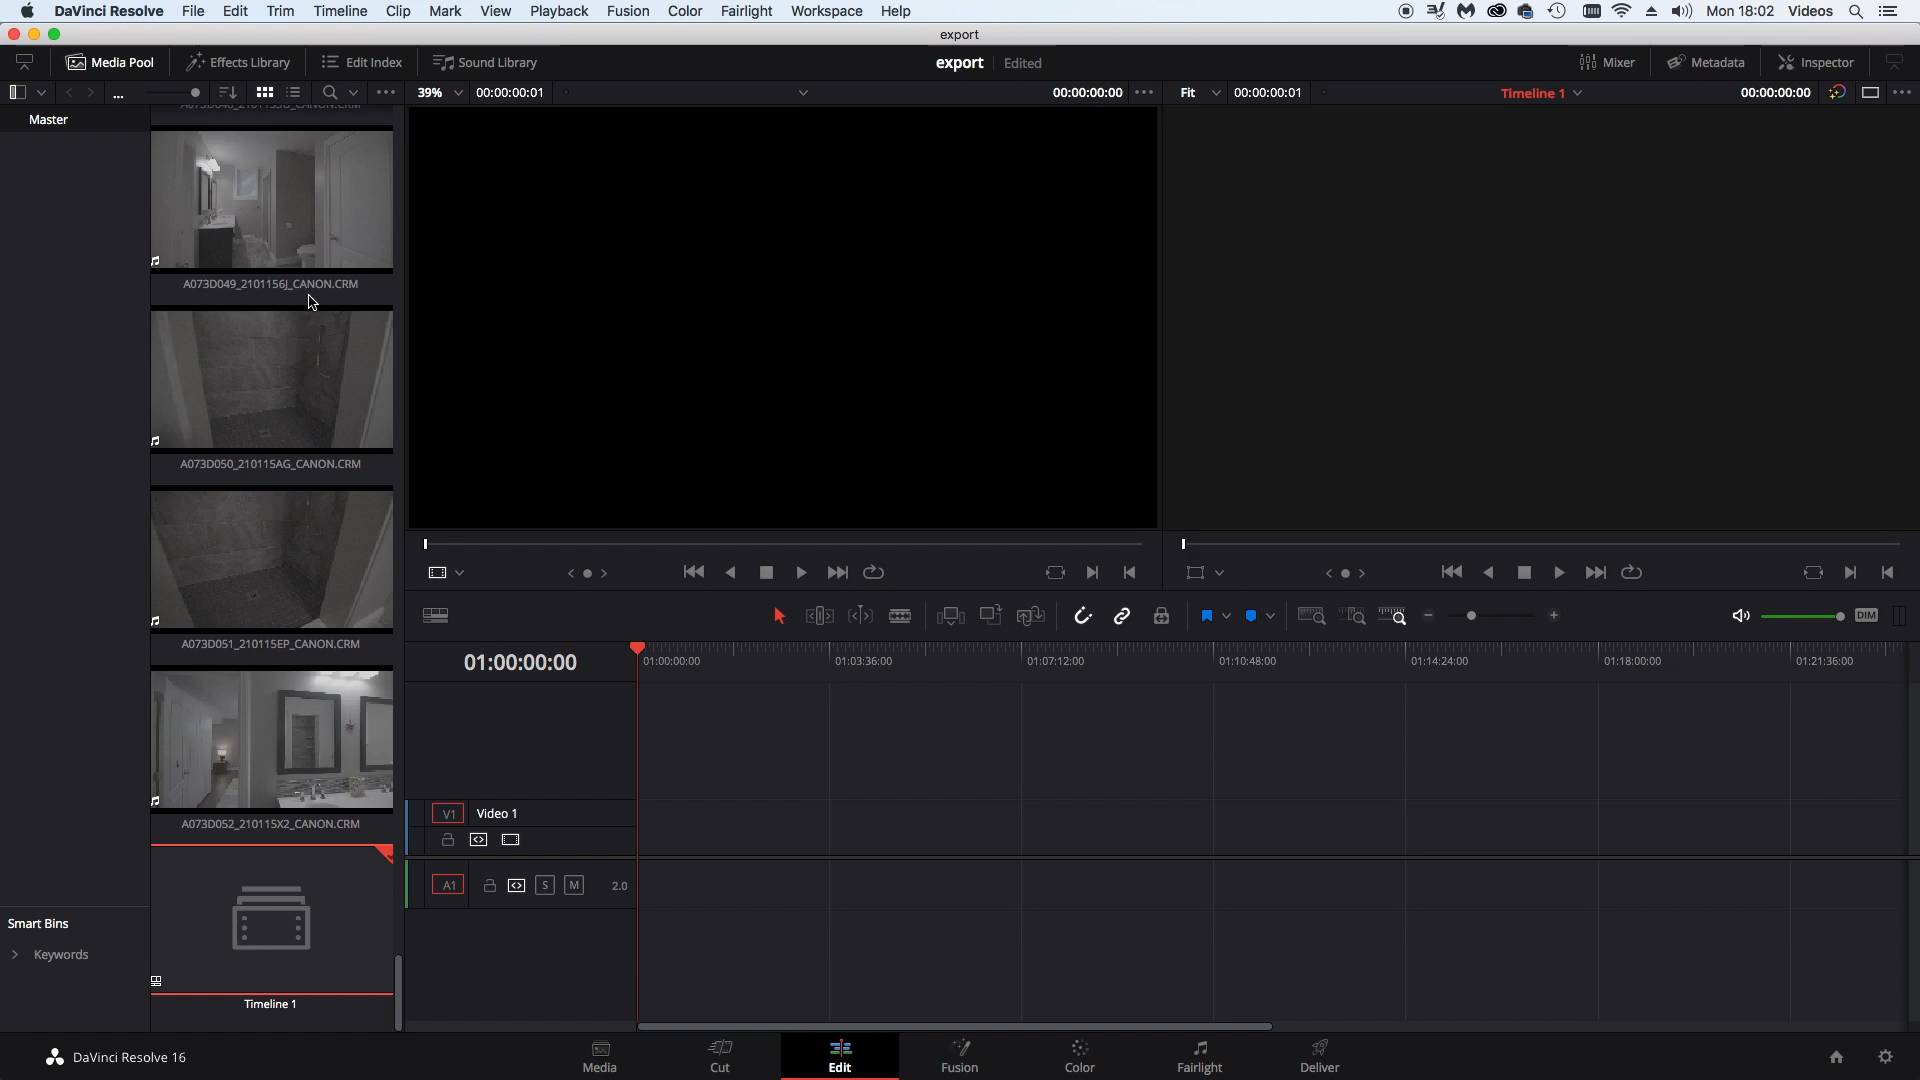 DaVinci Resolve File Edit Trim Timeline Clip Mark View Playback Fusion Color Fairlight Workspace Help
Mon 18:02 Videos
export
Media Pool Effects Library Edit Index Sound Library
export Edited
Mixer Metadata Inspector
... 39% 00:00:00:01 00:00:00:00 Fit 00:00:00:01 Timeline 1 00:00:00:00
Master
A073D049_2101156J_CANON.CRM
A073D050_210115AG_CANON.CRM
A073D051_210115EP_CANON.CRM
A073D052_210115X2_CANON.CRM
Timeline 1
Smart Bins
Keywords
DIM
01:00:00:00
01:00:00:00 01:03:36:00 01:07:12:00 01:10:48:00 01:14:24:00 01:18:00:00 01:21:36:00
V1 Video 1
A1 S M 2.0
DaVinci Resolve 16
Media Cut Edit Fusion Color Fairlight Deliver